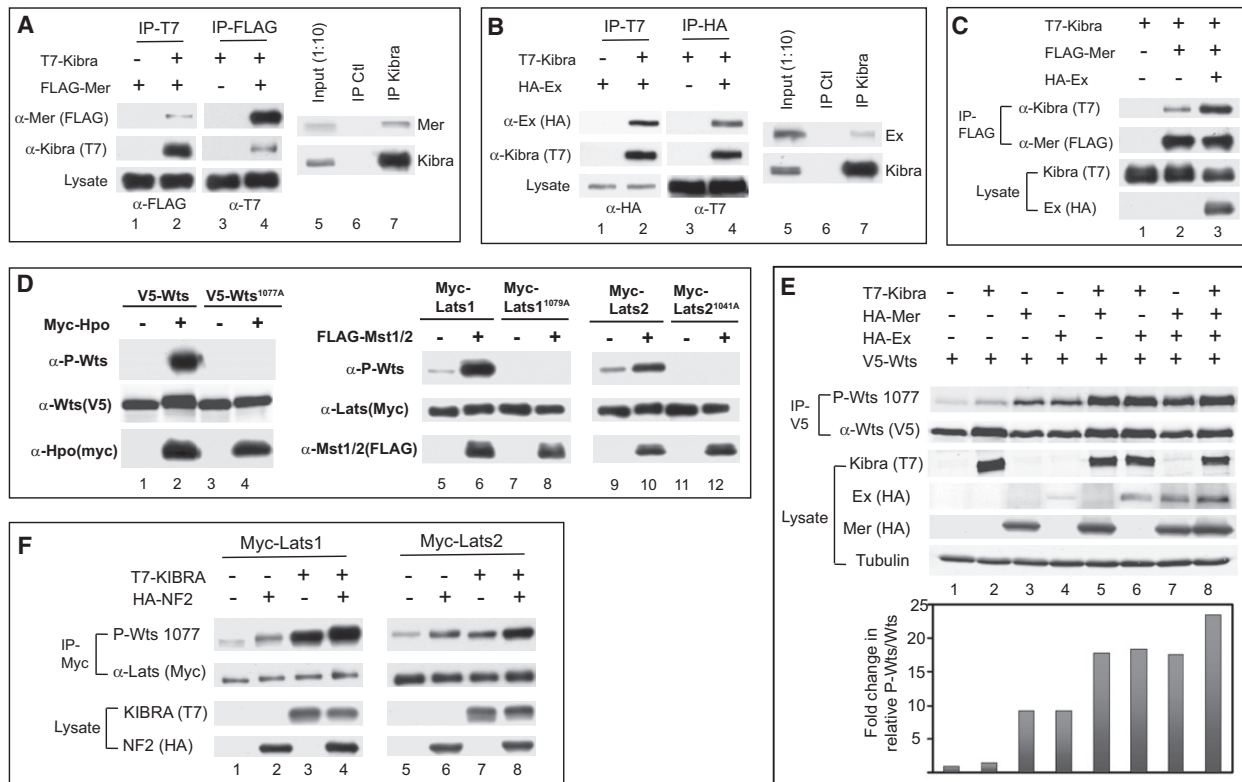 A
IP-T7 IP-FLAG
T7-Kibra - + + +
FLAG-Mer + + - +
α-Mer (FLAG)
α-Kibra (T7)
Lysate
α-FLAG α-T7
1 2 3 4
Input (1:10) IP Ctl IP Kibra
Mer
Kibra
5 6 7
B
IP-T7 IP-HA
T7-Kibra - + + +
HA-Ex + + - +
α-Ex (HA)
α-Kibra (T7)
Lysate
α-HA α-T7
1 2 3 4
Input (1:10) IP Ctl IP Kibra
Ex
Kibra
5 6 7
C
T7-Kibra + + +
FLAG-Mer - + +
HA-Ex - - +
IP-FLAG
α-Kibra (T7)
α-Mer (FLAG)
Lysate
Kibra (T7)
Ex (HA)
1 2 3
D
V5-Wts V5-Wts1077A
Myc-Hpo - + - +
α-P-Wts
α-Wts(V5)
α-Hpo(myc)
1 2 3 4
Myc-Lats1 Myc-Lats11079A Myc-Lats2 Myc-Lats21041A
FLAG-Mst1/2 - + - + - + - +
α-P-Wts
α-Lats(Myc)
α-Mst1/2(FLAG)
5 6 7 8 9 10 11 12
E
T7-Kibra - + - - + + - +
HA-Mer - - + - + - + +
HA-Ex - - - + - + + +
V5-Wts + + + + + + + +
IP-V5
P-Wts 1077
α-Wts (V5)
Lysate
Kibra (T7)
Ex (HA)
Mer (HA)
Tubulin
1 2 3 4 5 6 7 8
Fold change in
relative P-Wts/Wts
25
20
15
10
5
F
Myc-Lats1 Myc-Lats2
T7-KIBRA - - + + - - + +
HA-NF2 - + - + - + - +
IP-Myc
P-Wts 1077
α-Lats (Myc)
Lysate
KIBRA (T7)
NF2 (HA)
1 2 3 4 5 6 7 8